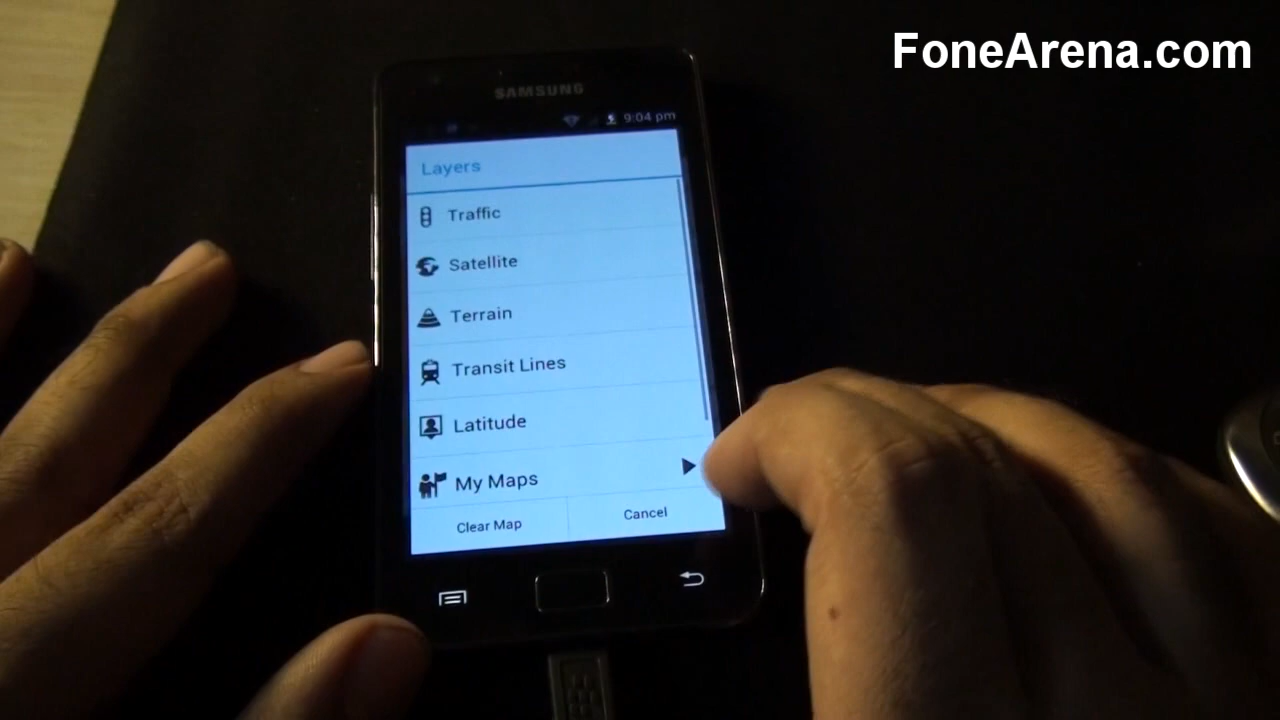 FoneArena.com
SAMSUNG
9:04 pm
Layers
Traffic
Satellite
Terrain
Transit Lines
Latitude
My Maps
Clear Map
Cancel